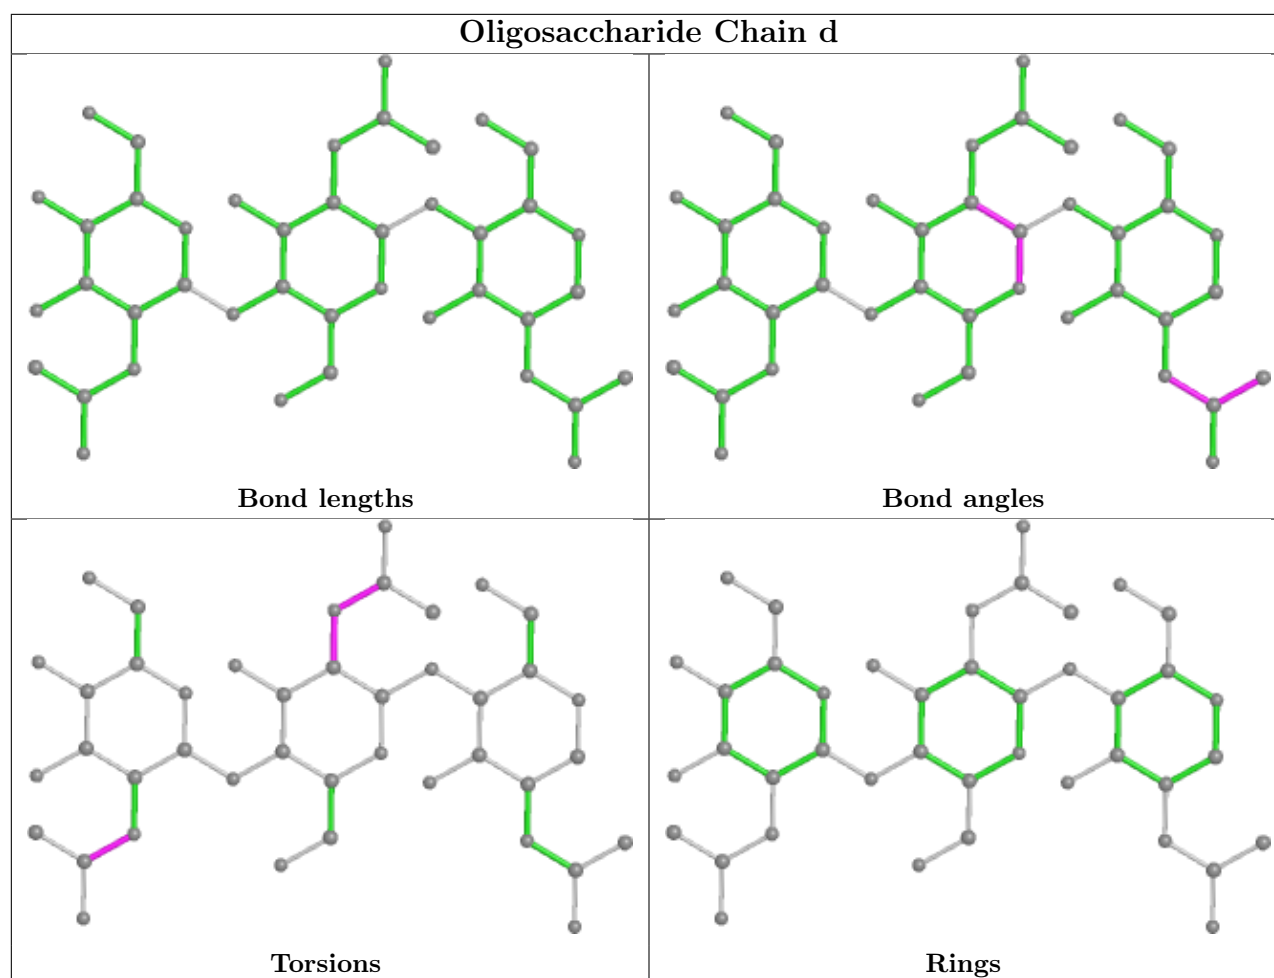 Oligosaccharide Chain d
Bond lengths
Bond angles
Torsions
Rings